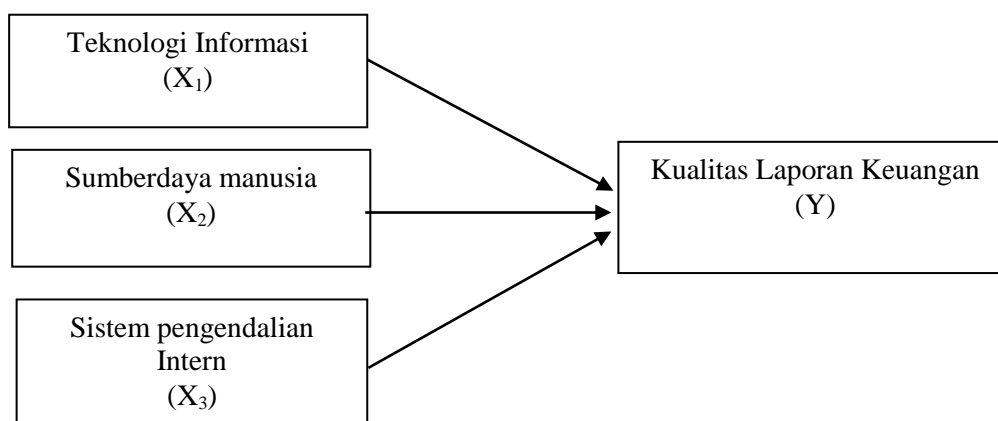 Teknologi Informasi
(X₁)
Sumberdaya manusia
(X₂)
Sistem pengendalian
Intern
(X₃)
Kualitas Laporan Keuangan
(Y)